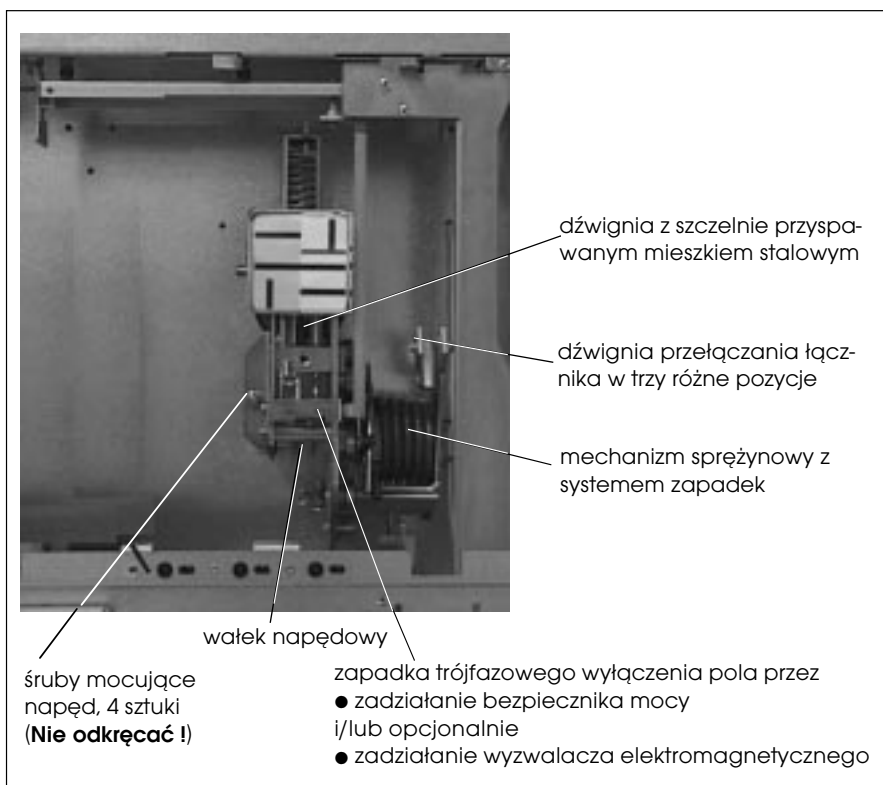 dźwignia z szczelnie przyspa-
wanym mieszkiem stalowym
dźwignia przełączania łącz-
nika w trzy różne pozycje
mechanizm sprężynowy z
systemem zapadek
wałek napędowy
śruby mocujące
napęd, 4 sztuki
(Nie odkręcać !)
zapadka trójfazowego wyłączenia pola przez
● zadziałanie bezpiecznika mocy
i/lub opcjonalnie
● zadziałanie wyzwalacza elektromagnetycznego